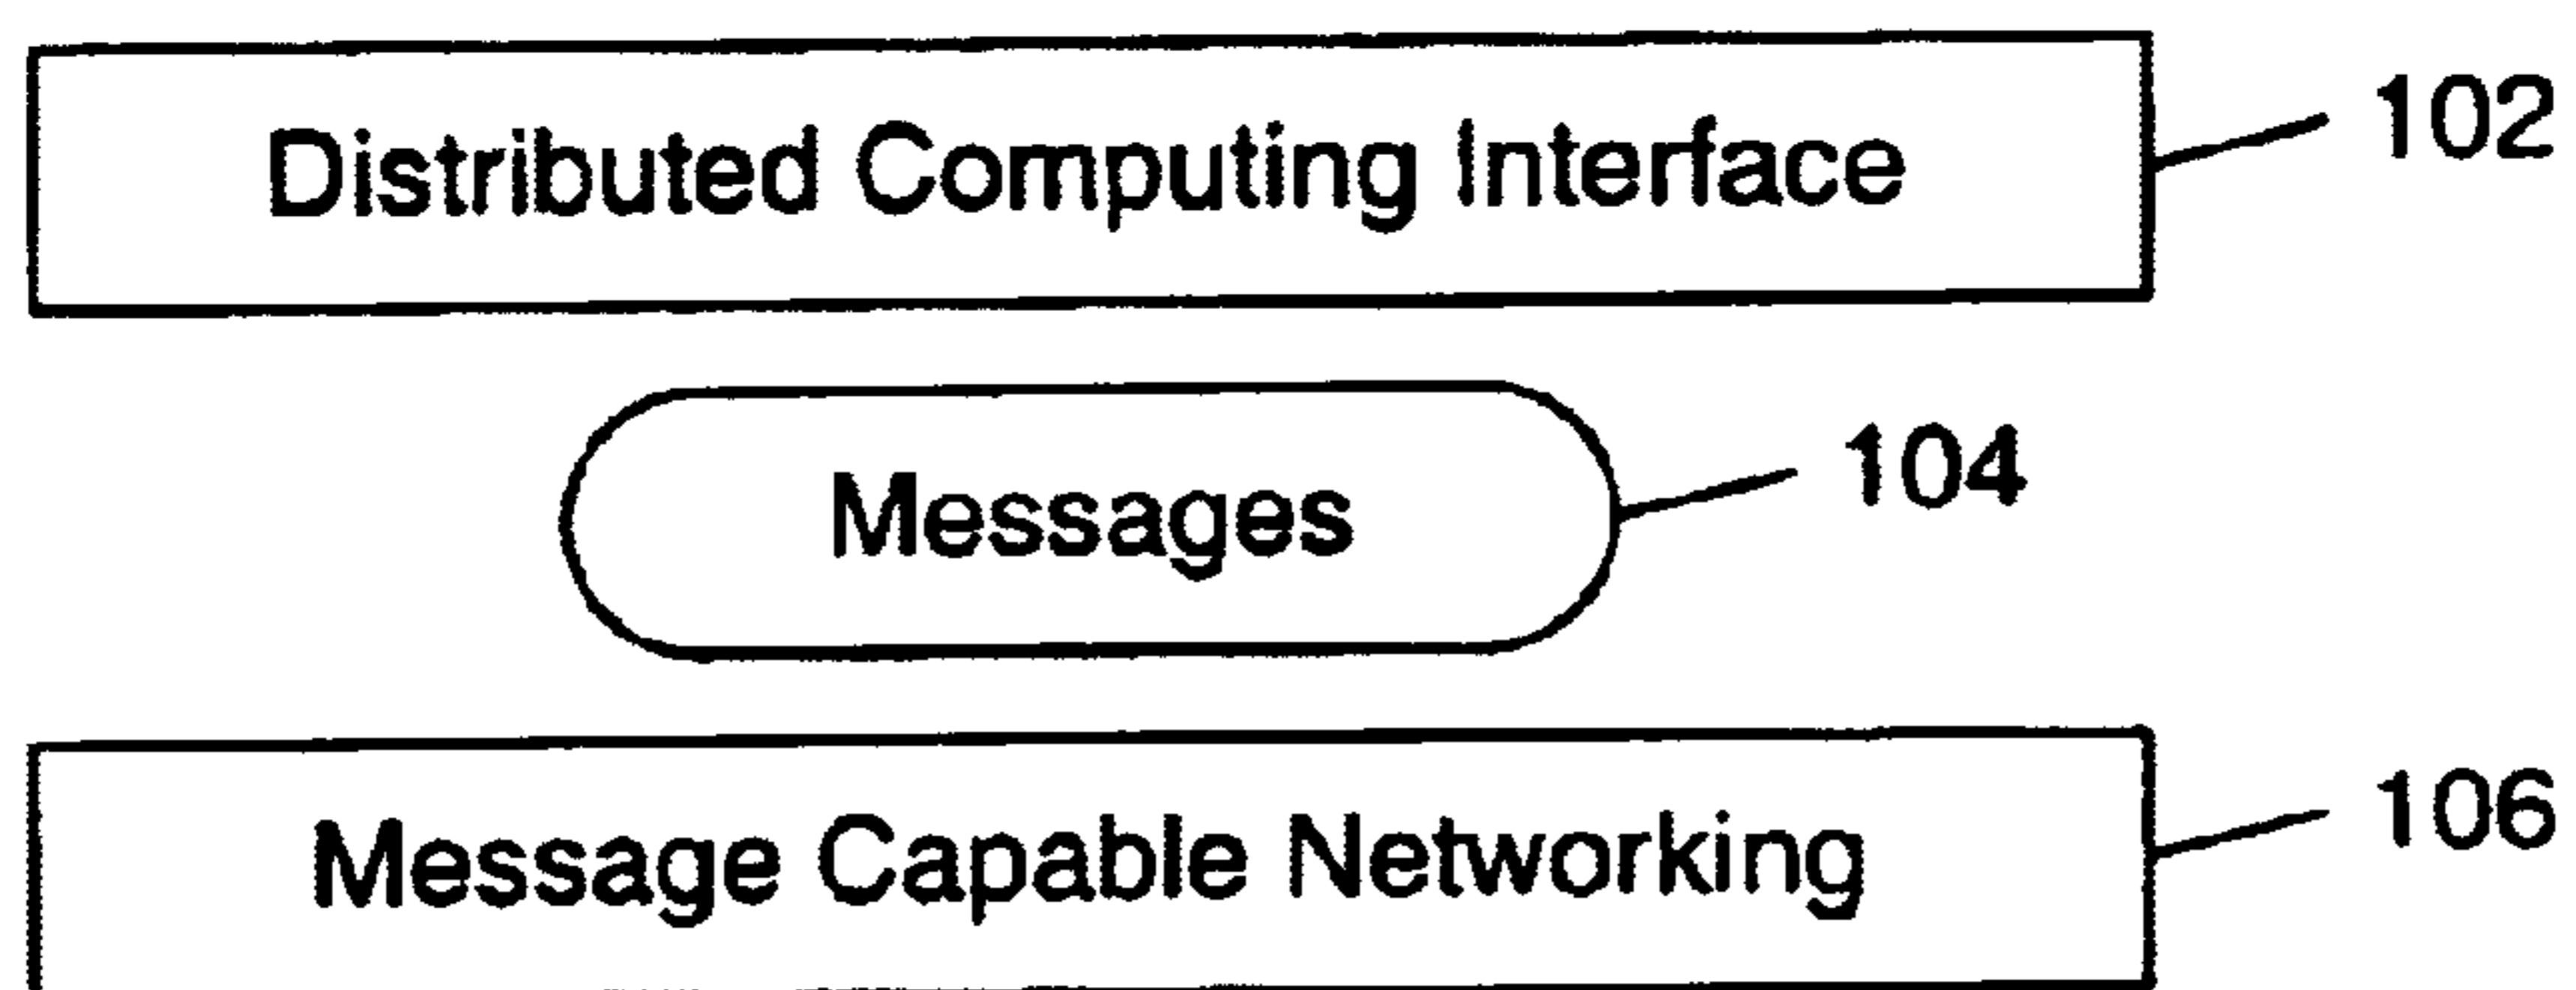 Distributed Computing Interface 102
Messages 104
Message Capable Networking 106